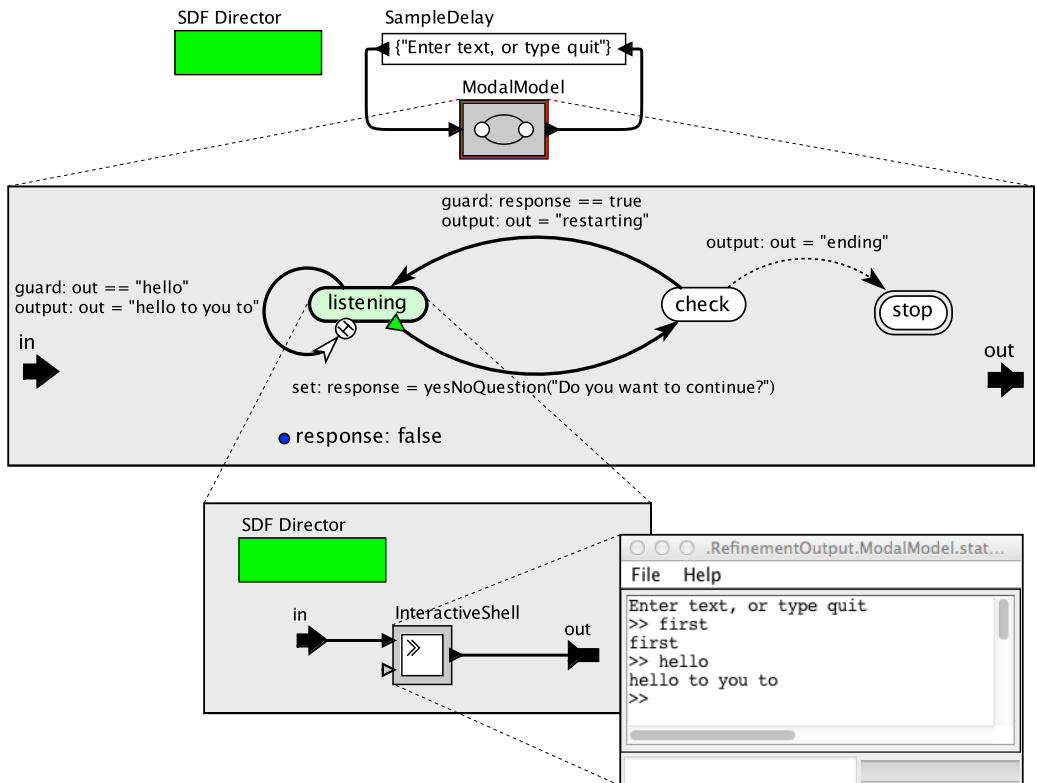 SDF Director
SampleDelay
{"Enter text, or type quit"}
ModalModel
guard: response == true
output: out = "restarting"
output: out = "ending"
guard: out == "hello"
output: out = "hello to you to"
listening
H
check
stop
in
out
set: response = yesNoQuestion("Do you want to continue?")
response: false
SDF Director
in
InteractiveShell
out
.RefinementOutput.ModalModel.stat...
File Help
Enter text, or type quit
>> first
first
>> hello
hello to you to
>>